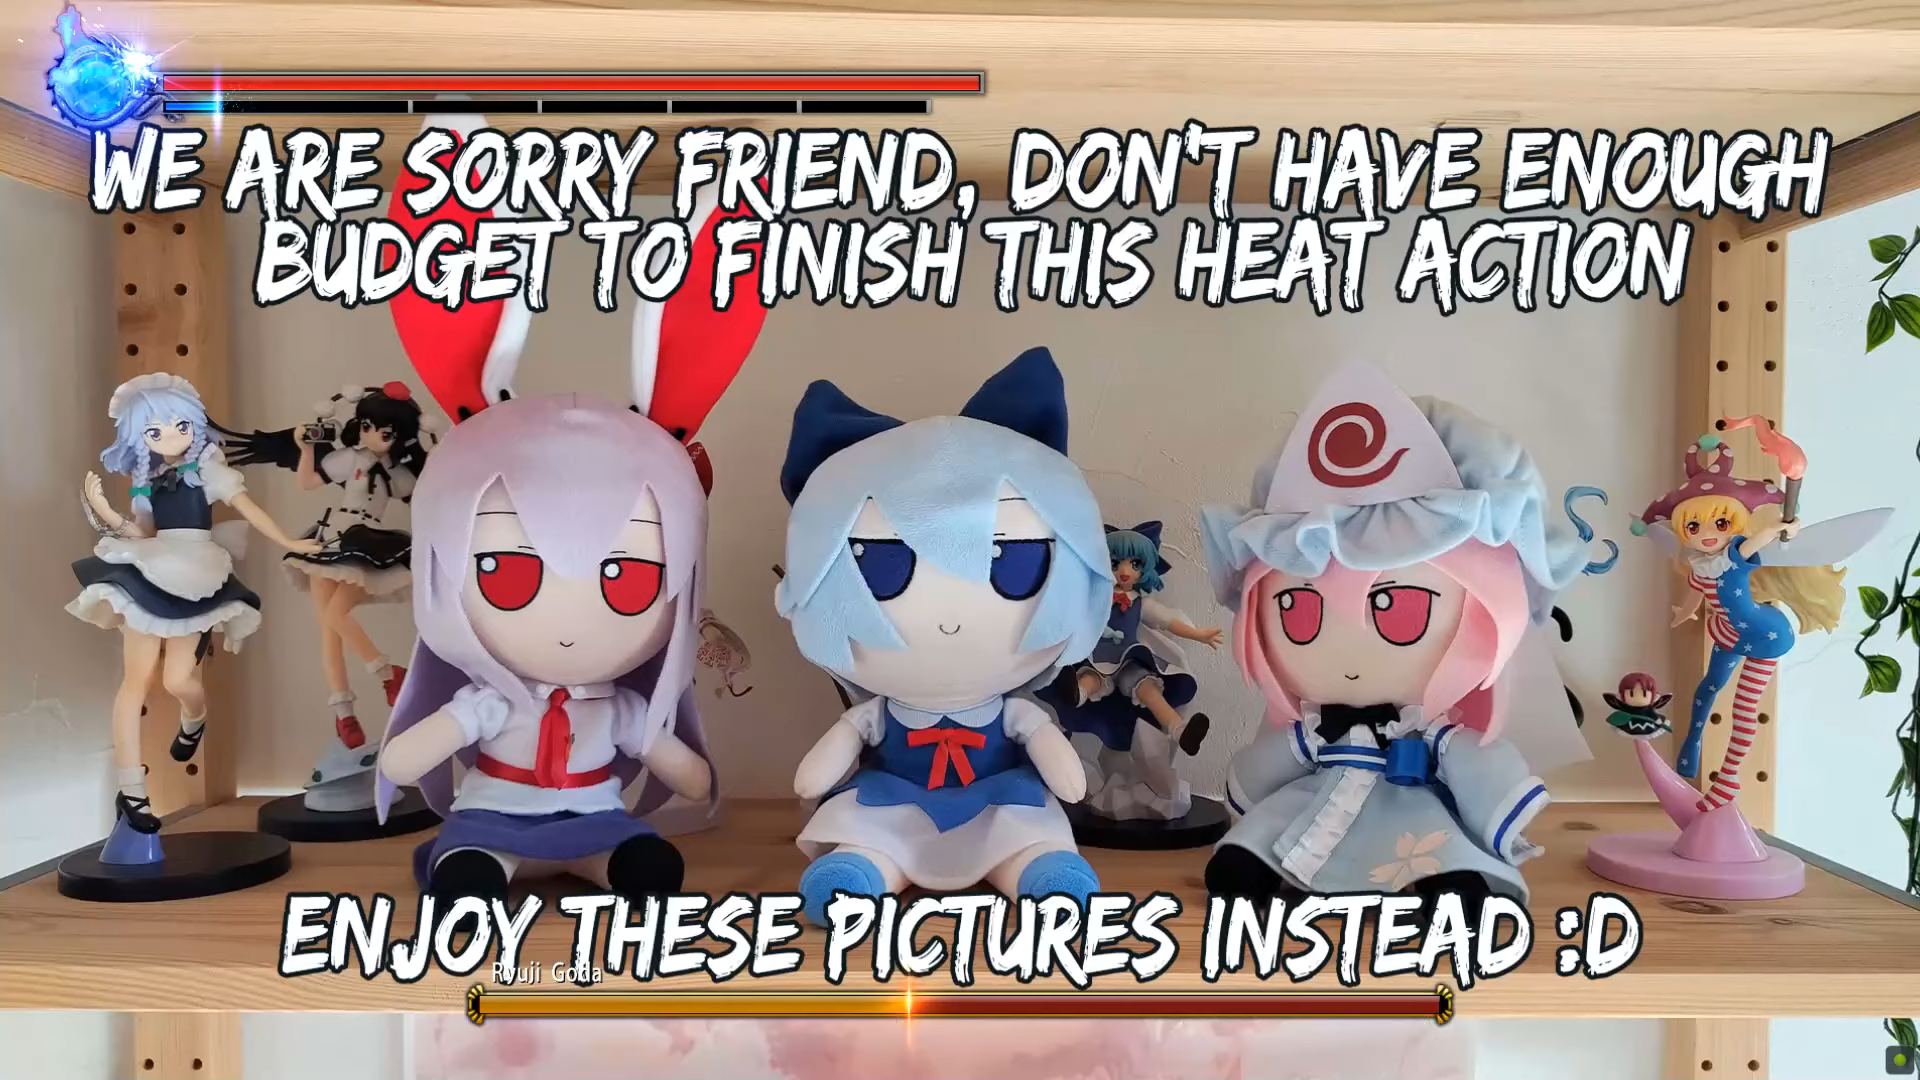 WE ARE SORRY FRIEND, DON'T HAVE ENOUGH
BUDGET TO FINISH THIS HEAT ACTION
ENJOY THESE PICTURES INSTEAD :D
Ryuji Goda